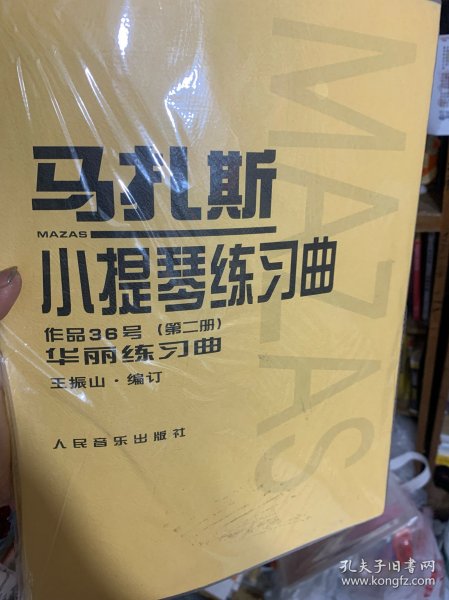 MAZAS
马扎斯
MAZAS
小提琴练习曲
作品36号（第二册）
华丽练习曲
王振山·编订
人民音乐出版社
孔夫子旧书网
www.kongfz.com